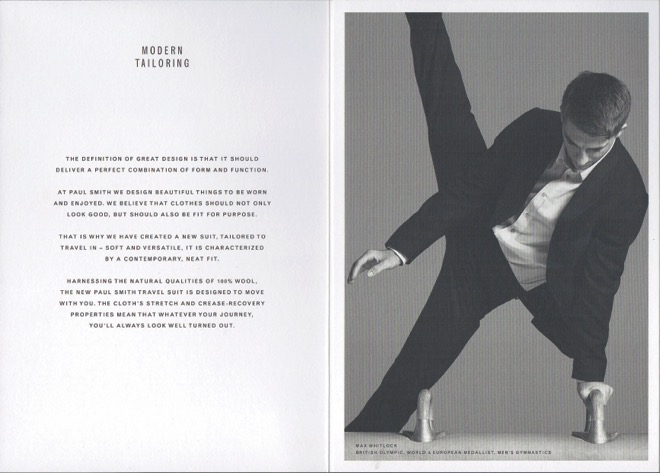 MODERN
TAILORING
THE DEFINITION OF GREAT DESIGN IS THAT IT SHOULD
DELIVER A PERFECT COMBINATION OF FORM AND FUNCTION.
AT PAUL SMITH WE DESIGN BEAUTIFUL THINGS TO BE WORN
AND ENJOYED. WE BELIEVE THAT CLOTHES SHOULD NOT ONLY
LOOK GOOD, BUT SHOULD ALSO BE FIT FOR PURPOSE.
THAT IS WHY WE HAVE CREATED A NEW SUIT, TAILORED TO
TRAVEL IN – SOFT AND VERSATILE, IT IS CHARACTERIZED
BY A CONTEMPORARY, NEAT FIT.
HARNESSING THE NATURAL QUALITIES OF 100% WOOL,
THE NEW PAUL SMITH TRAVEL SUIT IS DESIGNED TO MOVE
WITH YOU. THE CLOTH'S STRETCH AND CREASE-RECOVERY
PROPERTIES MEAN THAT WHATEVER YOUR JOURNEY,
YOU'LL ALWAYS LOOK WELL TURNED OUT.
MAX WHITLOCK
BRITISH OLYMPIC, WORLD & EUROPEAN MEDALLIST, MEN'S GYMNASTICS